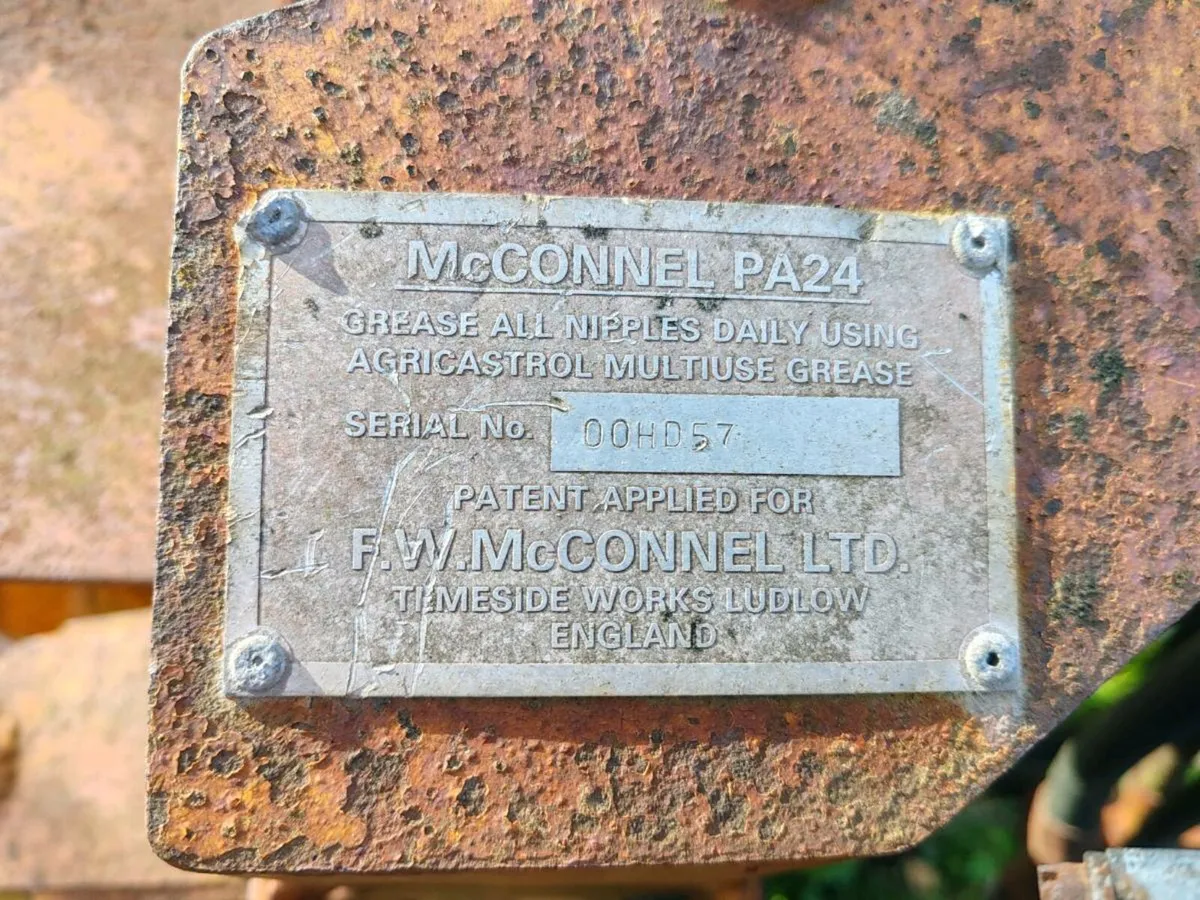 McCONNEL PA24
GREASE ALL NIPPLES DAILY USING
AGRICASTROL MULTIUSE GREASE
SERIAL No. 00HD57
PATENT APPLIED FOR
F.W.McCONNEL LTD.
TEMESIDE WORKS LUDLOW
ENGLAND